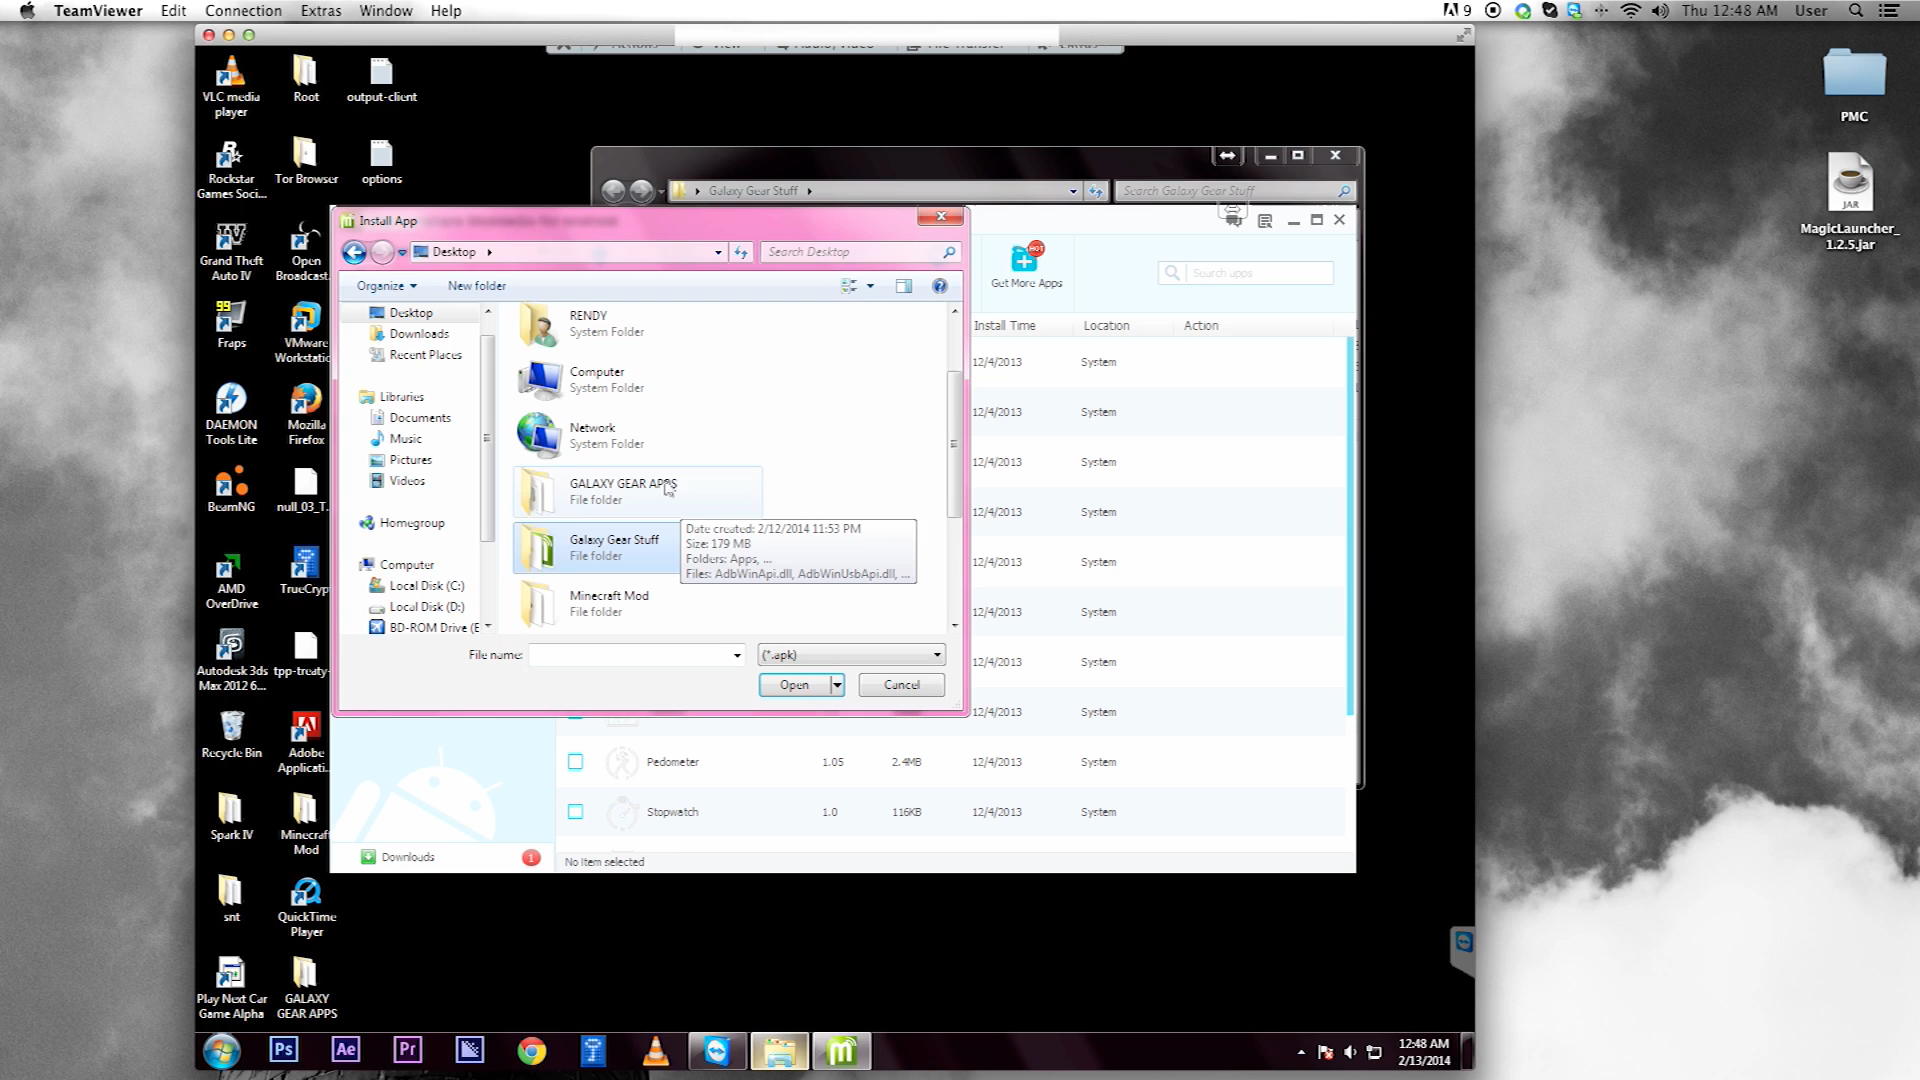 TeamViewer Edit Connection Extras Window Help
9 Thu 12:48 AM User
VLC media player
Root
output-client
Rockstar Games Soci...
Tor Browser
options
Grand Theft Auto IV
Open Broadcast...
Fraps
VMware Workstatio
DAEMON Tools Lite
Mozilla Firefox
BeamNG
null_03_T...
AMD OverDrive
TrueCryp
Autodesk 3ds Max 2012 6...
tpp-treaty-
Recycle Bin
Adobe Applicati...
Spark IV
Minecraft Mod
snt
QuickTime Player
Play Next Car Game Alpha
GALAXY GEAR APPS
PMC
JAR
MagicLauncher_
1.2.5.jar
Galaxy Gear Stuff
Search Galaxy Gear Stuff
Install App
Desktop
Search Desktop
Organize New folder
Desktop
Downloads
Recent Places
Libraries
Documents
Music
Pictures
Videos
Homegroup
Computer
Local Disk (C:)
Local Disk (D:)
BD-ROM Drive (E
RENDY
System Folder
Computer
System Folder
Network
System Folder
GALAXY GEAR APPS
File folder
Galaxy Gear Stuff
File folder
Minecraft Mod
File folder
Date created: 2/12/2014 11:53 PM
Size: 179 MB
Folders: Apps, ...
Files: AdbWinApi.dll, AdbWinUsbApi.dll, ...
File name:
(*.apk)
Open
Cancel
HOT
Get More Apps
Search apps
Install Time Location Action
12/4/2013 System
12/4/2013 System
12/4/2013 System
12/4/2013 System
12/4/2013 System
12/4/2013 System
12/4/2013 System
12/4/2013 System
Pedometer 1.05 2.4MB 12/4/2013 System
Stopwatch 1.0 116KB 12/4/2013 System
Downloads 1
No item selected
Ps Ae Pr
12:48 AM
2/13/2014